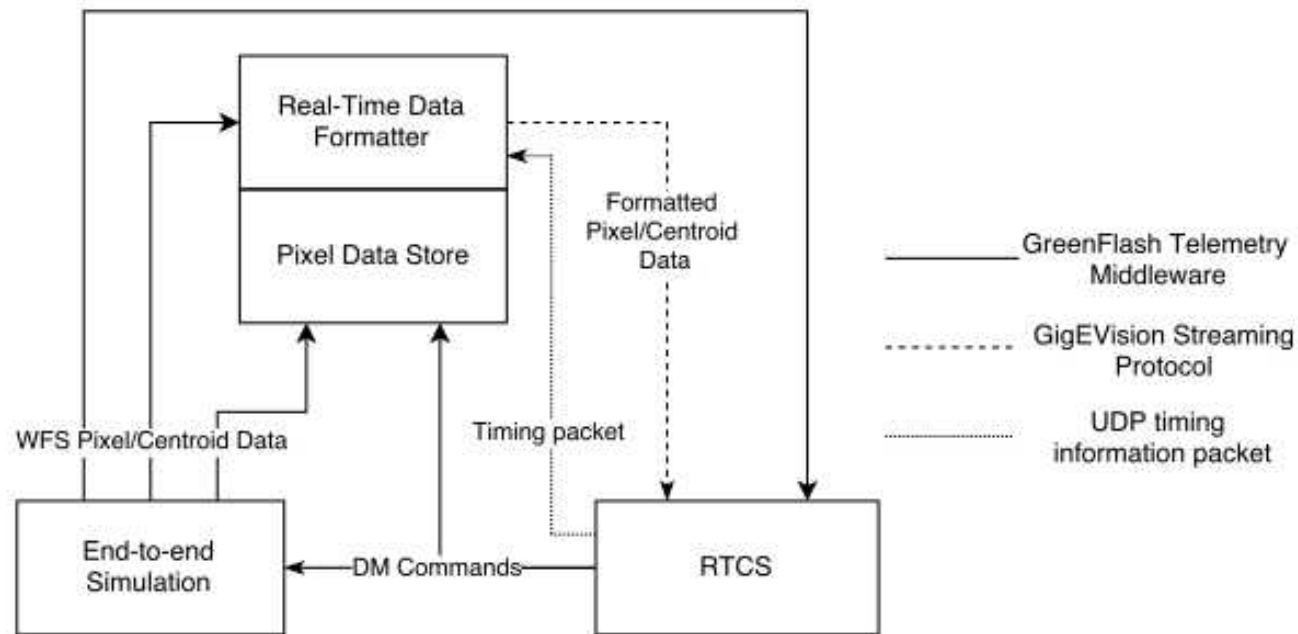 Real-Time Data
Formatter
Pixel Data Store
Formatted
Pixel/Centroid
Data
GreenFlash Telemetry
Middleware
GigEVision Streaming
Protocol
UDP timing
information packet
WFS Pixel/Centroid Data
Timing packet
End-to-end
Simulation
DM Commands
RTCS